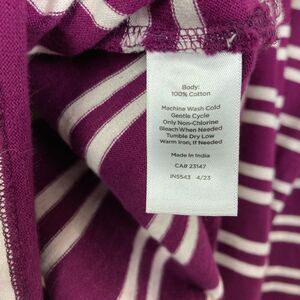 Body:
100% Cotton
Machine Wash Cold
Gentle Cycle
Only Non-Chlorine
Bleach When Needed
Tumble Dry Low
Warm Iron, If Needed
Made In India
CA# 23147
IN5543 4/23